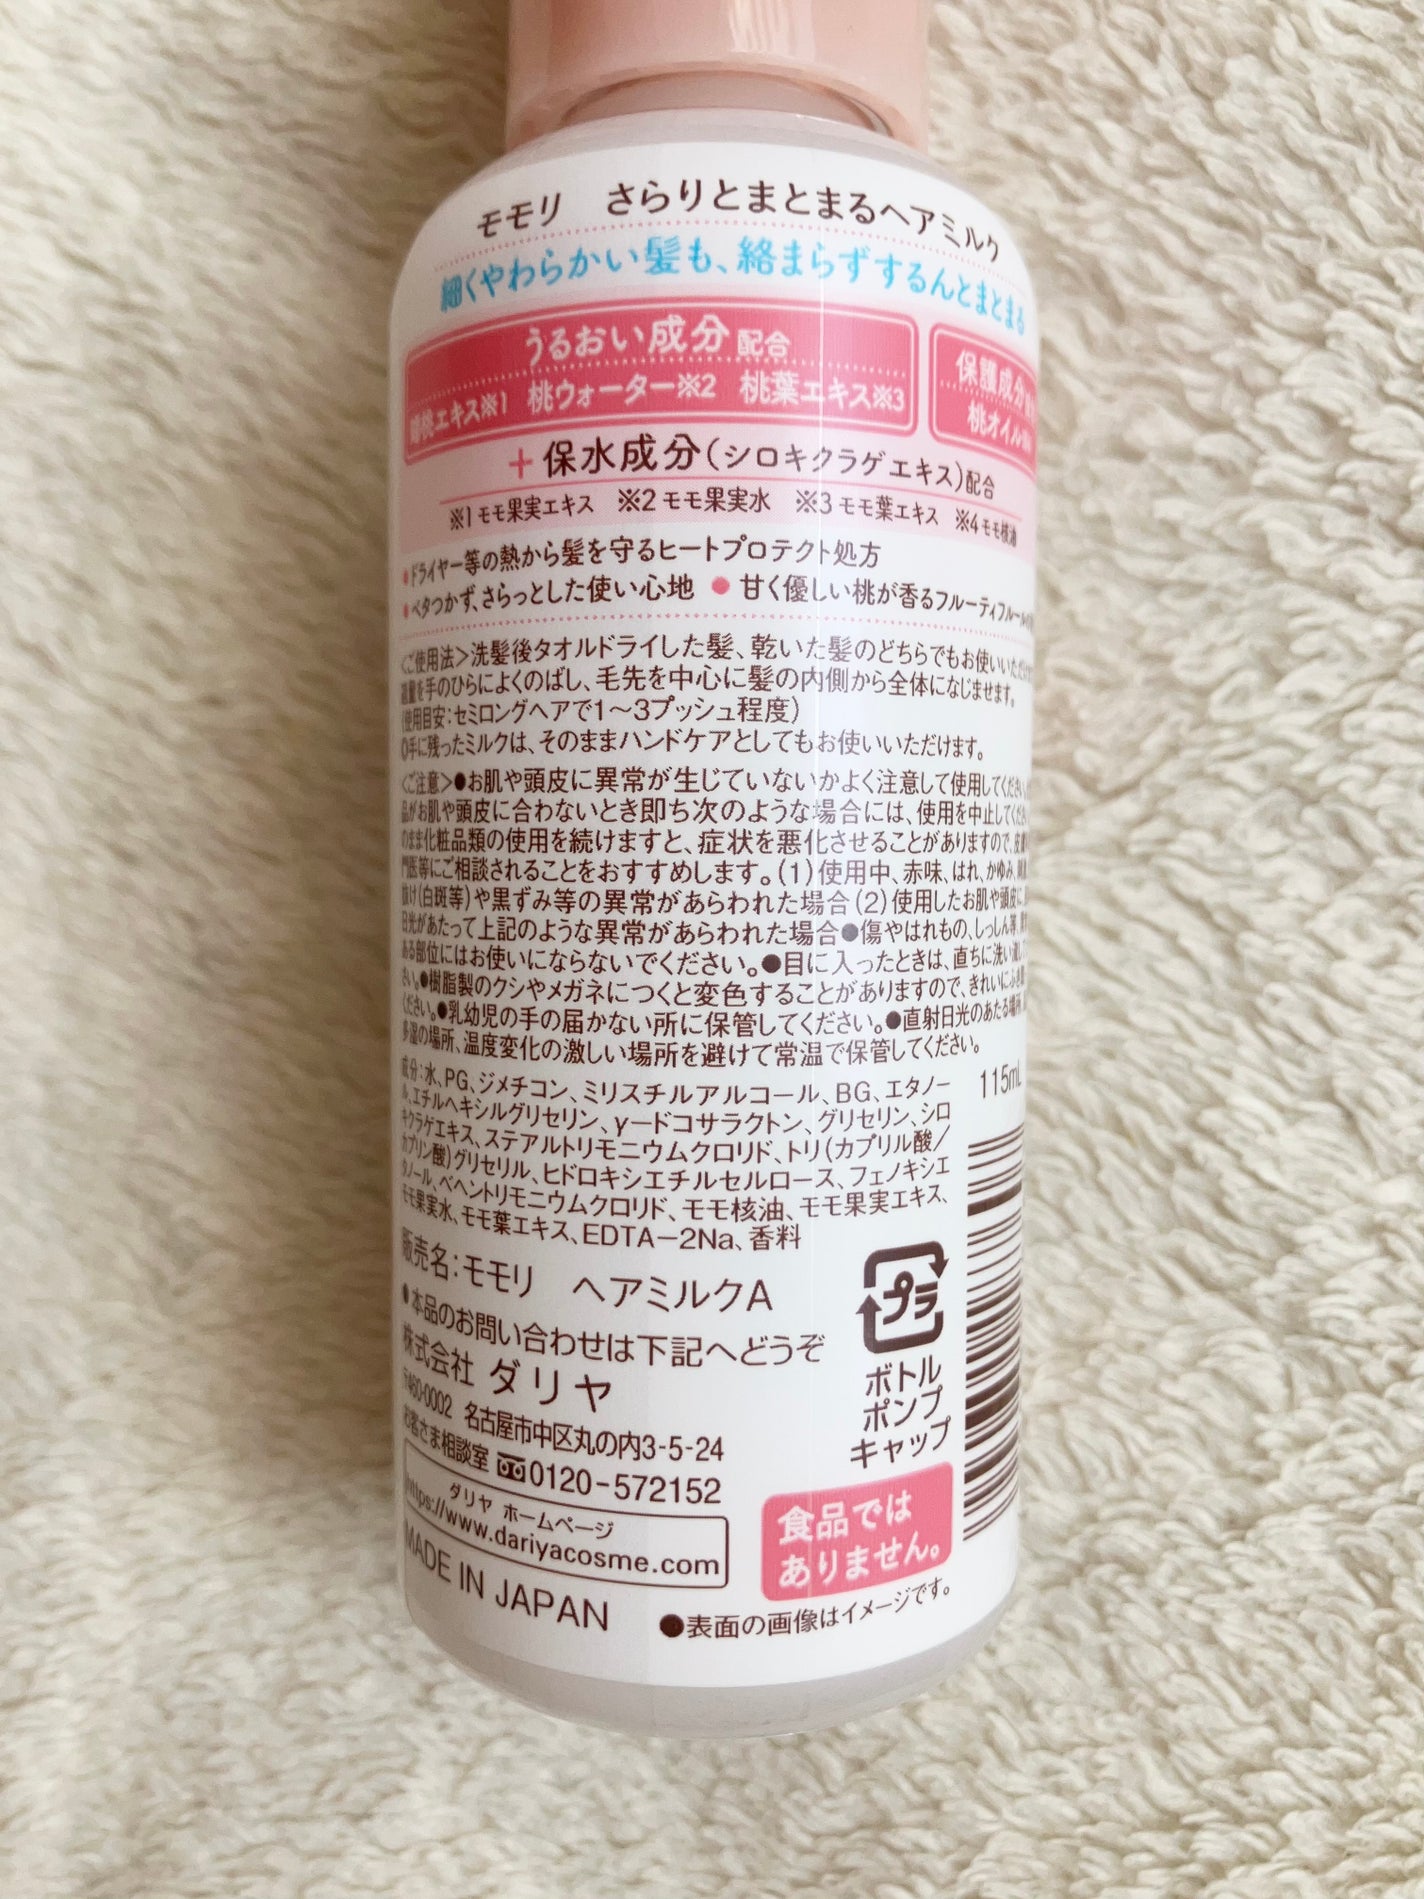 モモリ　さらりとまとまるヘアミルク
細くやわらかい髪も、絡まらずするんとまとまる
うるおい成分配合
桃エキス※1　桃ウォーター※2　桃葉エキス※3
保護成分
桃オイル
+保水成分(シロキクラゲエキス)配合
※1 モモ果実エキス　※2 モモ果実水　※3 モモ葉エキス　※4 モモ核油
●ドライヤー等の熱から髪を守るヒートプロテクト処方
●ベタつかず、さらっとした使い心地　●甘く優しい桃が香るフルーティフルール
<ご使用法>洗髪後タオルドライした髪、乾いた髪のどちらでもお使いいただけ
量を手のひらによくのばし、毛先を中心に髪の内側から全体になじませます。
(使用目安:セミロングヘアで1～3プッシュ程度)
◎手に残ったミルクは、そのままハンドケアとしてもお使いいただけます。
<ご注意>●お肌や頭皮に異常が生じていないかよく注意して使用してください。
品がお肌や頭皮に合わないとき即ち次のような場合には、使用を中止してくだ
のまま化粧品類の使用を続けますと、症状を悪化させることがありますので、皮
門医等にご相談されることをおすすめします。(1)使用中、赤味、はれ、かゆみ、刺
抜け(白斑等)や黒ずみ等の異常があらわれた場合(2)使用したお肌や頭皮に、
日光があたって上記のような異常があらわれた場合●傷やはれもの、しっしん等、
ある部位にはお使いにならないでください。●目に入ったときは、直ちに洗い流し
さい。●樹脂製のクシやメガネにつくと変色することがありますので、きれいにふき
ください。●乳幼児の手の届かない所に保管してください。●直射日光のあたる場所、
多湿の場所、温度変化の激しい場所を避けて常温で保管してください。
成分:水、PG、ジメチコン、ミリスチルアルコール、BG、エタノー
ル、エチルヘキシルグリセリン、γ－ドコサラクトン、グリセリン、シロ
キクラゲエキス、ステアルトリモニウムクロリド、トリ(カプリル酸/
カプリン酸)グリセリル、ヒドロキシエチルセルロース、フェノキシエ
タノール、ベヘントリモニウムクロリド、モモ核油、モモ果実エキス、
モモ果実水、モモ葉エキス、EDTA－2Na、香料
115mL
販売名:モモリ　ヘアミルクA
●本品のお問い合わせは下記へどうぞ
株式会社 ダリヤ
〒460-0002 名古屋市中区丸の内3-5-24
お客さま相談室 0120-572152
ダリヤ ホームページ
https://www.dariyacosme.com
MADE IN JAPAN
プラ
ボトル
ポンプ
キャップ
食品では
ありません。
●表面の画像はイメージです。